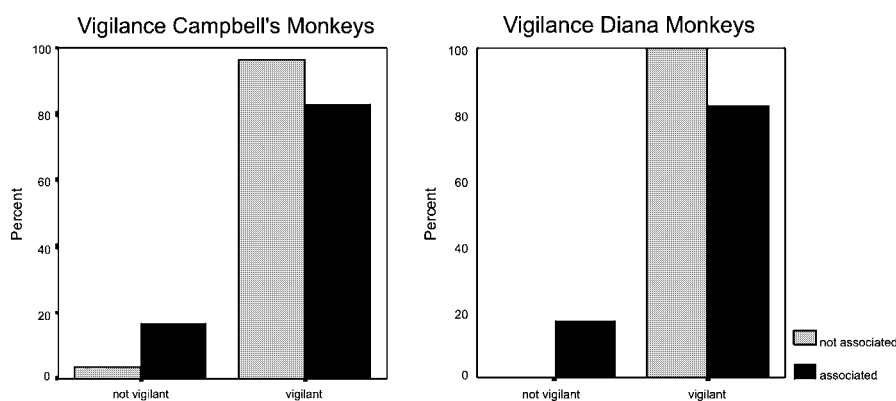 Vigilance Campbell's Monkeys
Percent
100
80
60
40
20
0
not vigilant
vigilant
Vigilance Diana Monkeys
Percent
100
80
60
40
20
0
not vigilant
vigilant
not associated
associated